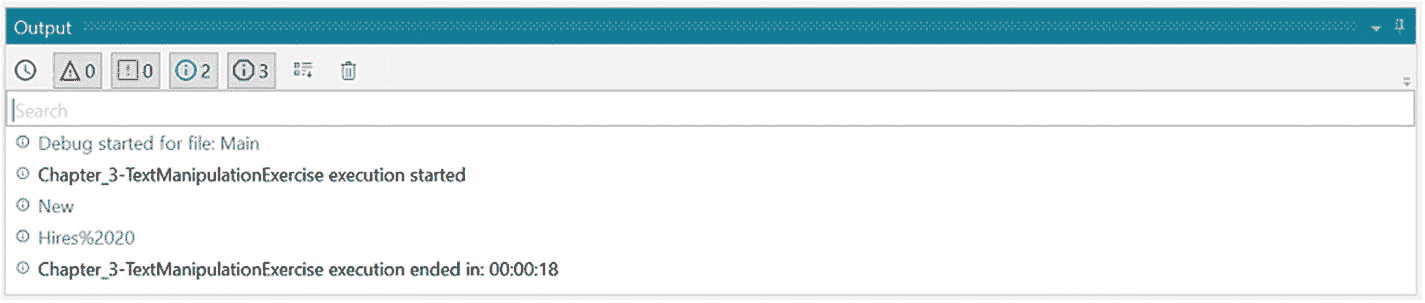 Output
0 0 2 3
Search
Debug started for file: Main
Chapter_3-TextManipulationExercise execution started
New
Hires%2020
Chapter_3-TextManipulationExercise execution ended in: 00:00:18